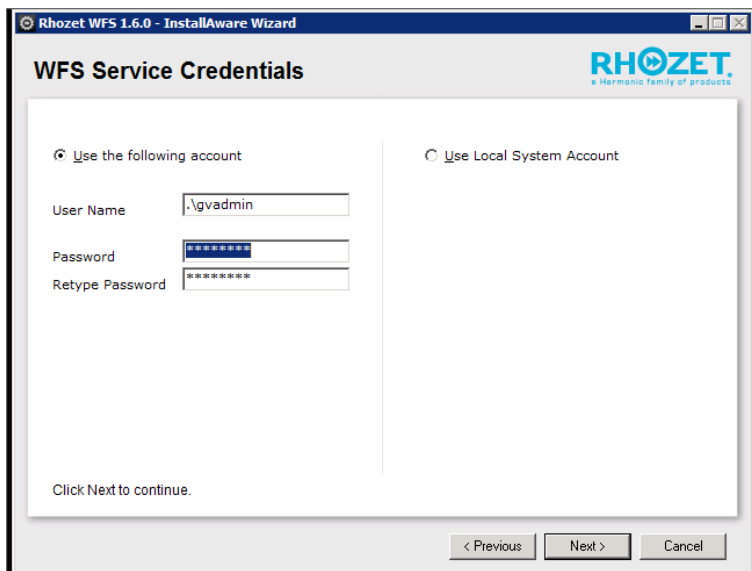 Rhozet WFS 1.6.0 - InstallAware Wizard
WFS Service Credentials
RHOZET.
a Harmonic family of products
Use the following account
Use Local System Account
User Name
.\gvadmin
Password
********
Retype Password
********
Click Next to continue.
< Previous
Next >
Cancel